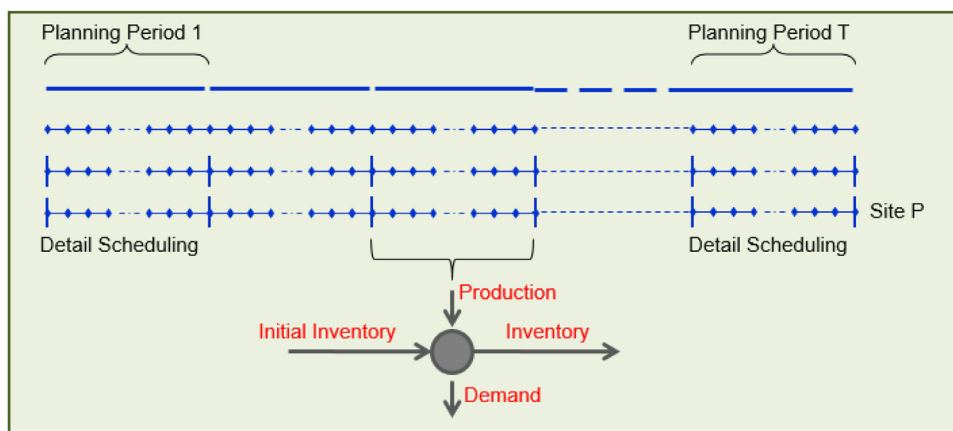 Planning Period 1
Planning Period T
Site P
Detail Scheduling
Detail Scheduling
Production
Initial Inventory
Inventory
Demand